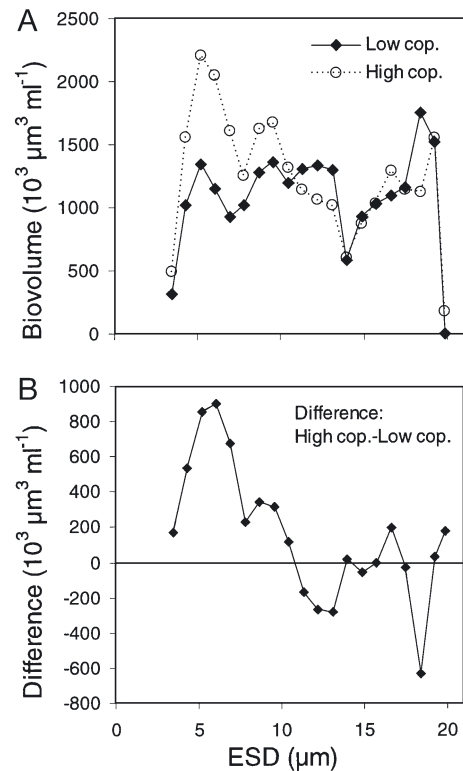 A
2500
2000
1500
1000
500
0
Biovolume (10³ µm³ ml⁻¹)
Low cop.
High cop.
B
1000
800
600
400
200
0
-200
-400
-600
-800
Difference (10³ µm³ ml⁻¹)
Difference:
High cop.-Low cop.
0 5 10 15 20
ESD (µm)